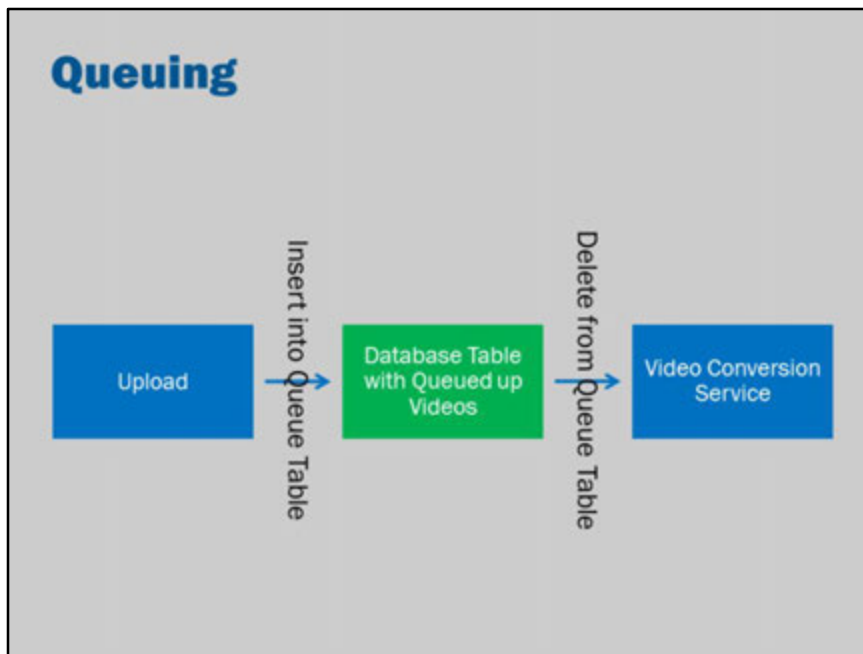 Queuing
Upload
Insert into Queue Table
Database Table
with Queued up
Videos
Delete from Queue Table
Video Conversion
Service